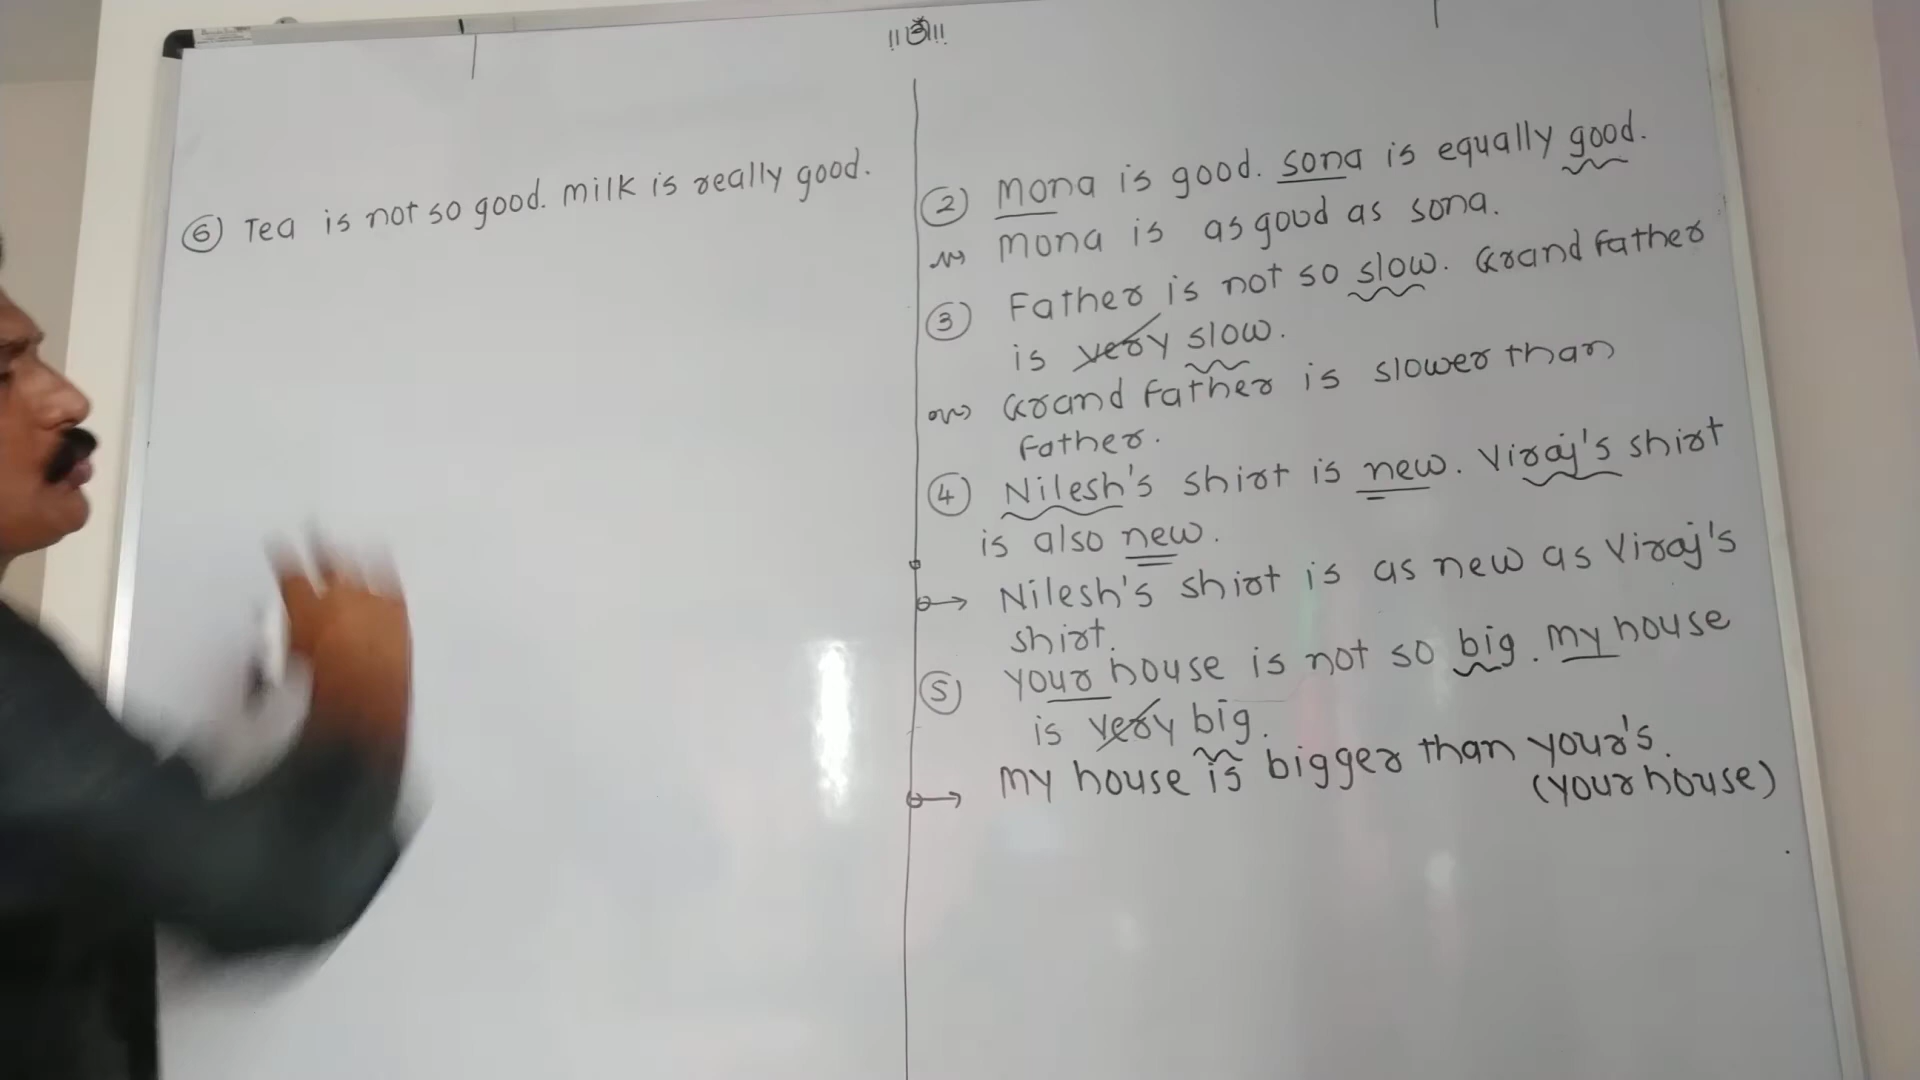 !!ॐ!!
⑥ Tea is not so good. milk is really good.
② Mona is good. sona is equally good.
Mona is as good as sona.
③ Father is not so slow. Grand Father
is very slow.
Grand Father is slower than
Father.
④ Nilesh's shirt is new. Viraj's shirt
is also new.
→ Nilesh's shirt is as new as Viraj's
shirt.
⑤ your house is not so big. my house
is very big.
→ my house is bigger than your's.
(your house)